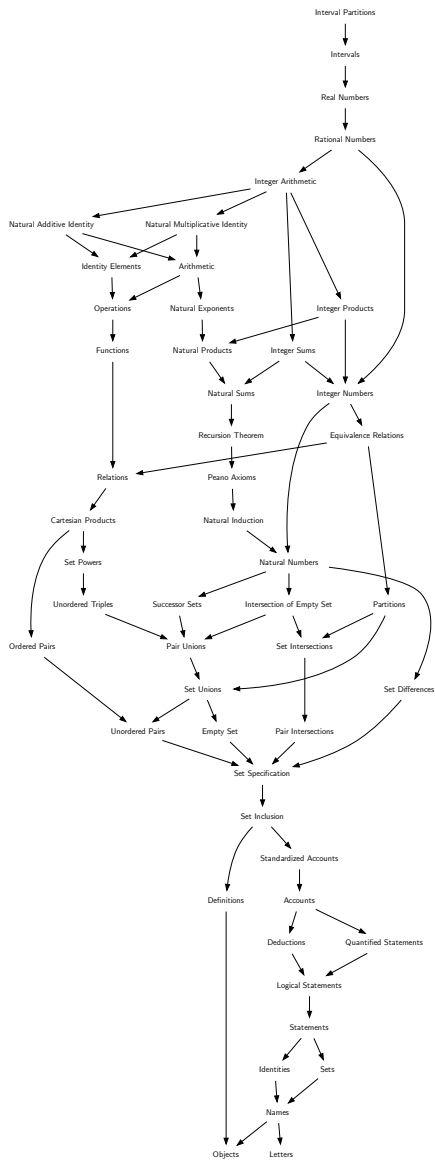 Interval Partitions
Intervals
Real Numbers
Rational Numbers
Integer Arithmetic
Natural Additive Identity
Natural Multiplicative Identity
Identity Elements
Arithmetic
Operations
Natural Exponents
Integer Products
Functions
Natural Products
Integer Sums
Natural Sums
Integer Numbers
Recursion Theorem
Equivalence Relations
Relations
Peano Axioms
Cartesian Products
Natural Induction
Set Powers
Natural Numbers
Unordered Triples
Successor Sets
Intersection of Empty Set
Partitions
Ordered Pairs
Pair Unions
Set Intersections
Set Unions
Set Differences
Unordered Pairs
Empty Set
Pair Intersections
Set Specification
Set Inclusion
Standardized Accounts
Definitions
Accounts
Deductions
Quantified Statements
Logical Statements
Statements
Identities
Sets
Names
Objects
Letters